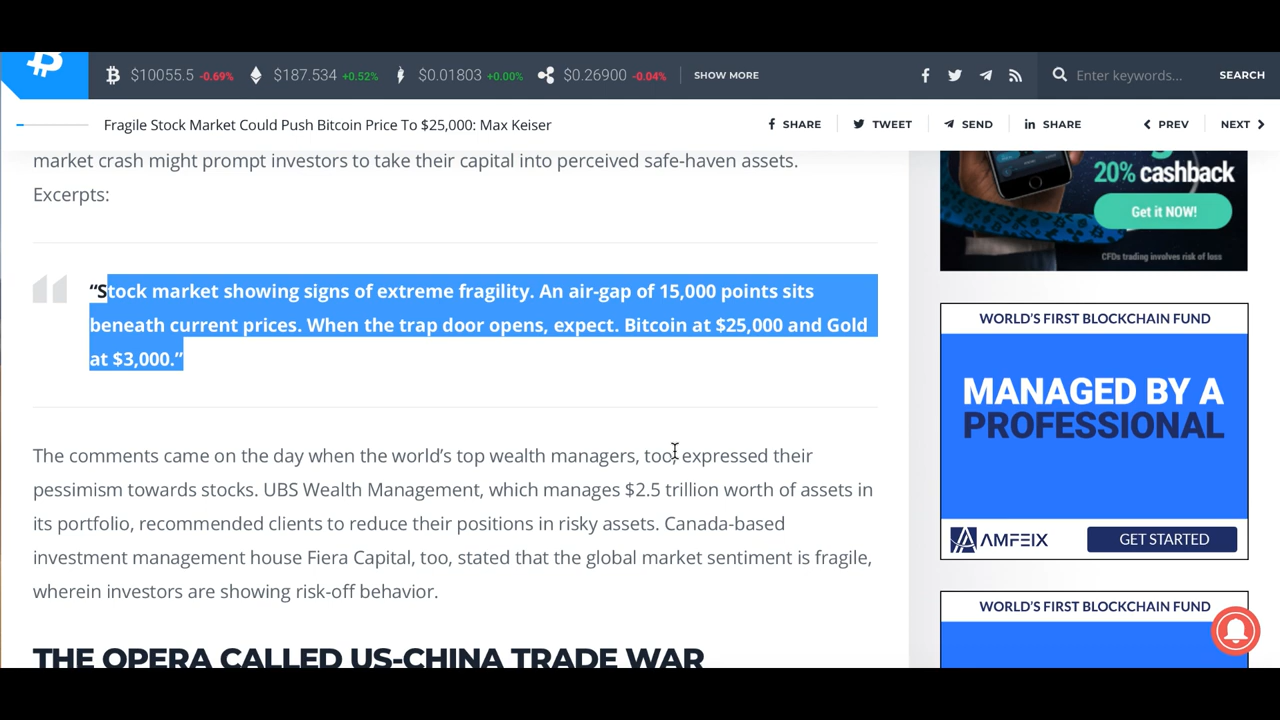 $10055.5 -0.69% $187.534 +0.52% $0.01803 +0.00% $0.26900 -0.04% SHOW MORE Enter keywords... SEARCH
Fragile Stock Market Could Push Bitcoin Price To $25,000: Max Keiser SHARE TWEET SEND SHARE PREV NEXT
market crash might prompt investors to take their capital into perceived safe-haven assets.
Excerpts:
“Stock market showing signs of extreme fragility. An air-gap of 15,000 points sits
beneath current prices. When the trap door opens, expect. Bitcoin at $25,000 and Gold
at $3,000.”
The comments came on the day when the world’s top wealth managers, too, expressed their
pessimism towards stocks. UBS Wealth Management, which manages $2.5 trillion worth of assets in
its portfolio, recommended clients to reduce their positions in risky assets. Canada-based
investment management house Fiera Capital, too, stated that the global market sentiment is fragile,
wherein investors are showing risk-off behavior.
THE OPERA CALLED US-CHINA TRADE WAR
20% cashback
Get it NOW!
CFDs trading involves risk of loss
WORLD'S FIRST BLOCKCHAIN FUND
MANAGED BY A
PROFESSIONAL
AMFEIX GET STARTED
WORLD'S FIRST BLOCKCHAIN FUND